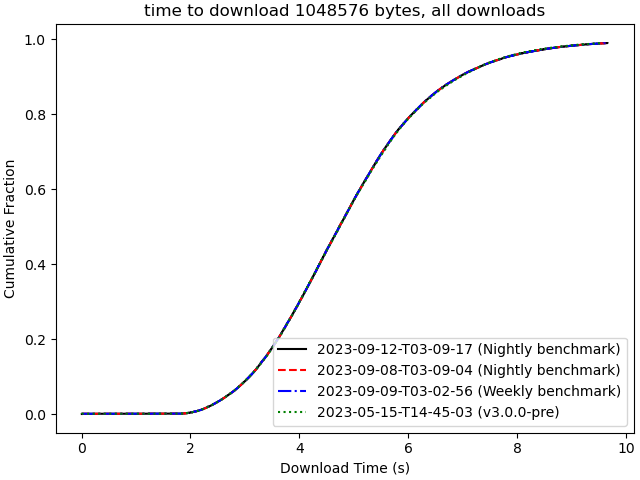 time to download 1048576 bytes, all downloads
1.0
0.8
0.6
0.4
0.2
0.0
Cumulative Fraction
2023-09-12-T03-09-17 (Nightly benchmark)
2023-09-08-T03-09-04 (Nightly benchmark)
2023-09-09-T03-02-56 (Weekly benchmark)
2023-05-15-T14-45-03 (v3.0.0-pre)
0 2 4 6 8 10
Download Time (s)